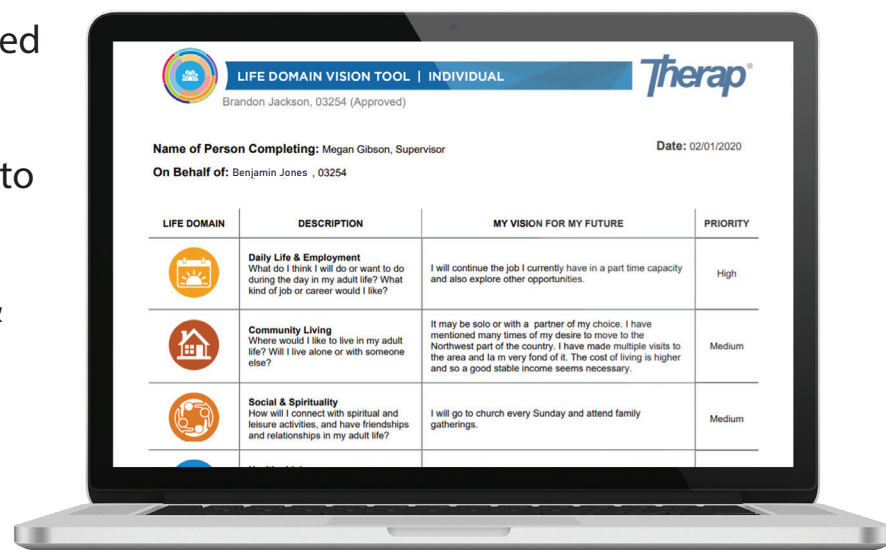 ed
to
&
LIFE DOMAIN VISION TOOL | INDIVIDUAL
Therap®
Brandon Jackson, 03254 (Approved)
Name of Person Completing: Megan Gibson, Supervisor
Date: 02/01/2020
On Behalf of: Benjamin Jones , 03254
LIFE DOMAIN
DESCRIPTION
MY VISION FOR MY FUTURE
PRIORITY
Daily Life & Employment
What do I think I will do or want to do
during the day in my adult life? What
kind of job or career would I like?
I will continue the job I currently have in a part time capacity
and also explore other opportunities.
High
Community Living
Where would I like to live in my adult
life? Will I live alone or with someone
else?
It may be solo or with a partner of my choice. I have
mentioned many times of my desire to move to the
Northwest part of the country. I have made multiple visits to
the area and Ia m very fond of it. The cost of living is higher
and so a good stable income seems necessary.
Medium
Social & Spirituality
How will I connect with spiritual and
leisure activities, and have friendships
and relationships in my adult life?
I will go to church every Sunday and attend family
gatherings.
Medium